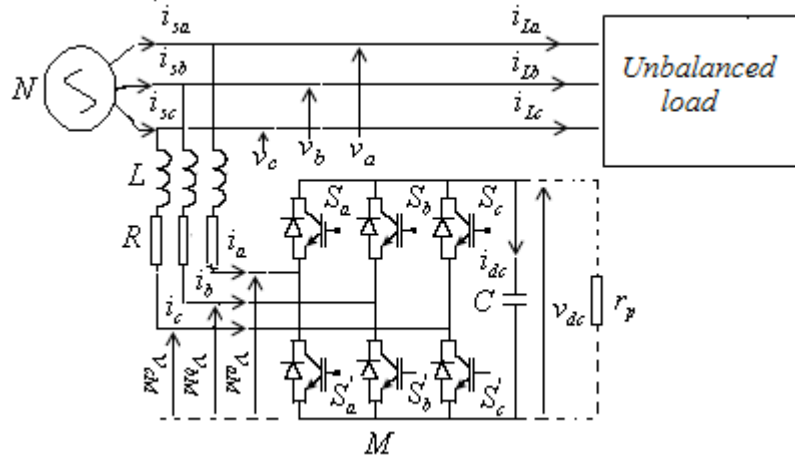 i_sa
i_La
i_sb
i_Lb
Unbalanced
load
N
i_sc
i_Lc
v_c
v_b
v_a
L
S_a
S_b
S_c
R
i_a
i_dc
i_b
C
v_dc
r_p
i_c
v_cM
v_bM
v_aM
S'_a
S'_b
S'_c
M